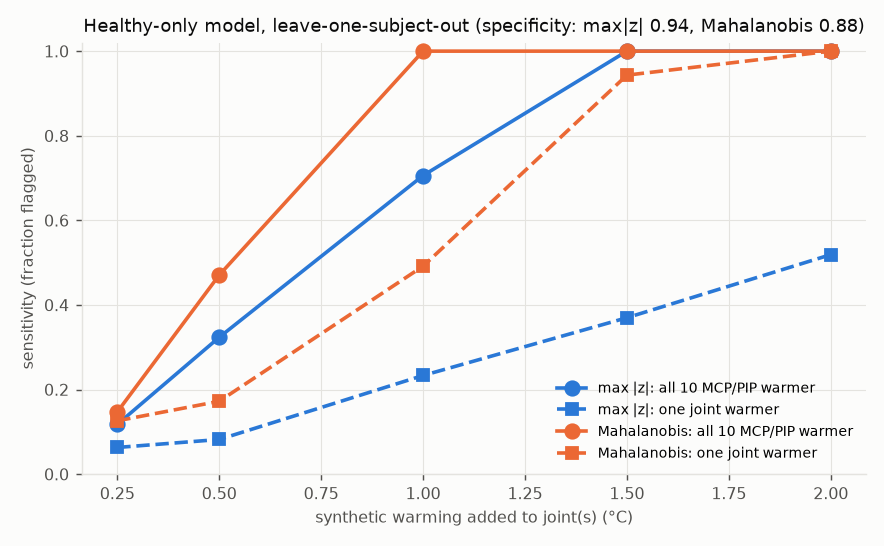 Healthy-only model, leave-one-subject-out (specificity: max|z| 0.94, Mahalanobis 0.88)
1.0
0.8
0.6
0.4
0.2
0.0
sensitivity (fraction flagged)
max |z|: all 10 MCP/PIP warmer
max |z|: one joint warmer
Mahalanobis: all 10 MCP/PIP warmer
Mahalanobis: one joint warmer
0.25 0.50 0.75 1.00 1.25 1.50 1.75 2.00
synthetic warming added to joint(s) (°C)